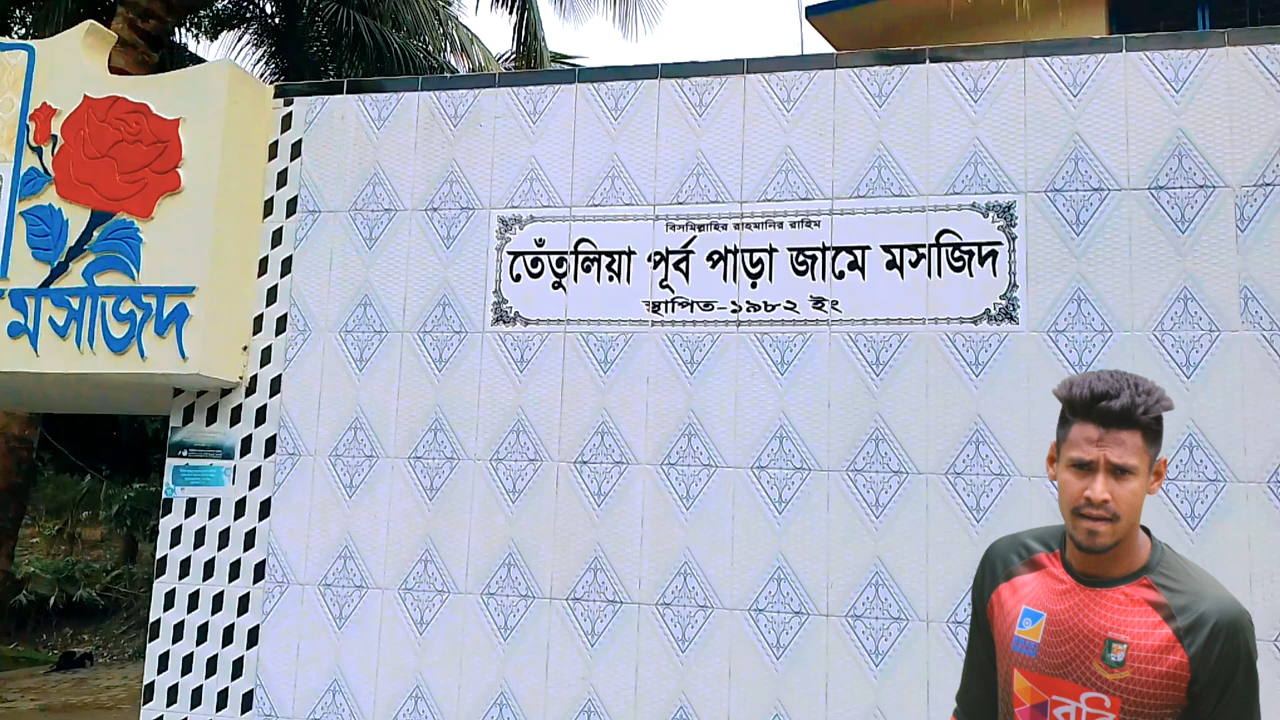 মসজিদ
বিসমিল্লাহির রাহমানির রাহিম
তেঁতুলিয়া পূর্ব পাড়া জামে মসজিদ
স্থাপিত-১৯৮২ ইং